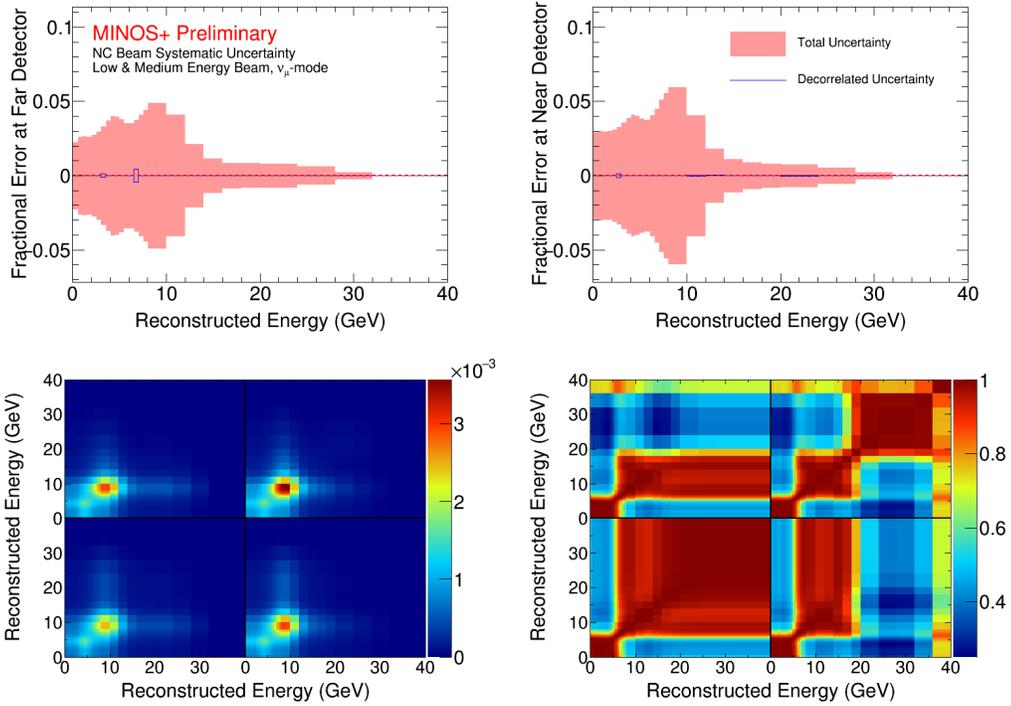 0.1
0.05
0
−0.05
Fractional Error at Far Detector
MINOS+ Preliminary
NC Beam Systematic Uncertainty
Low & Medium Energy Beam, νμ-mode
0 10 20 30 40
Reconstructed Energy (GeV)
0.1
0.05
0
−0.05
Fractional Error at Near Detector
Total Uncertainty
Decorrelated Uncertainty
0 10 20 30 40
Reconstructed Energy (GeV)
×10−3
40
30
20
10
0
30
20
10
0
Reconstructed Energy (GeV)
Reconstructed Energy (GeV)
3
2
1
0
0 10 20 30 0 10 20 30 40
Reconstructed Energy (GeV)
40
30
20
10
0
30
20
10
0
Reconstructed Energy (GeV)
Reconstructed Energy (GeV)
1
0.8
0.6
0.4
0 10 20 30 0 10 20 30 40
Reconstructed Energy (GeV)